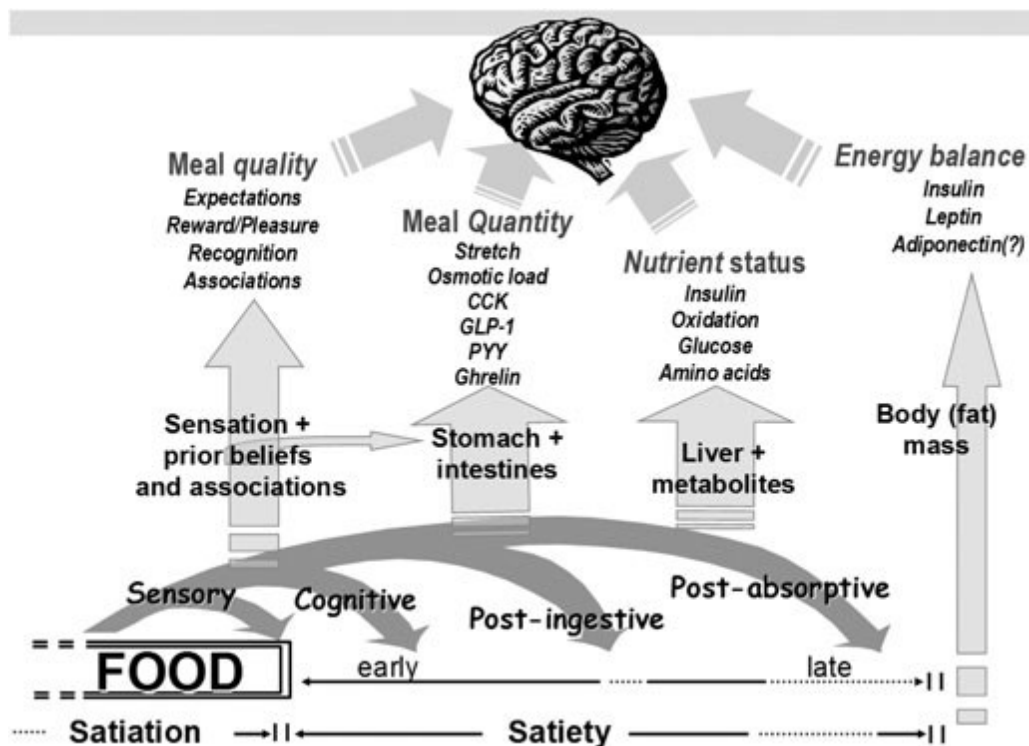 Meal quality
Expectations
Reward/Pleasure
Recognition
Associations
Meal Quantity
Stretch
Osmotic load
CCK
GLP-1
PYY
Ghrelin
Nutrient status
Insulin
Oxidation
Glucose
Amino acids
Energy balance
Insulin
Leptin
Adiponectin(?)
Sensation +
prior beliefs
and associations
Stomach +
intestines
Liver +
metabolites
Body (fat)
mass
Sensory
Cognitive
Post-ingestive
Post-absorptive
FOOD
early
late
Satiation
Satiety